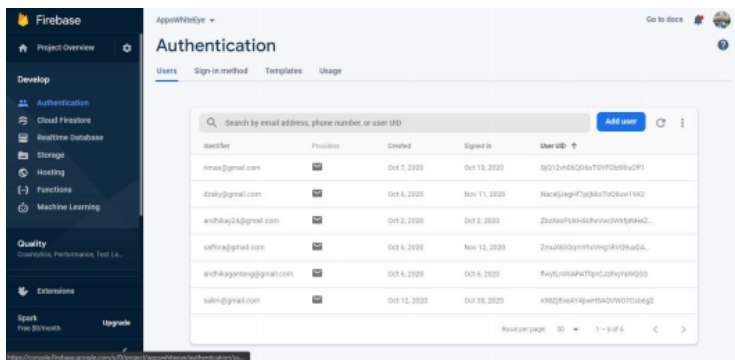 Firebase
AppsWhiteEye
Go to docs
Project Overview
Authentication
Users Sign-in method Templates Usage
Develop
Authentication
Cloud Firestore
Realtime Database
Storage
Hosting
Functions
Machine Learning
Quality
Crashlytics, Performance, Test La...
Extensions
Spark
Free $0/month
Upgrade
Search by email address, phone number, or user UID
Add user
Identifier Providers Created Signed In User UID
rimas@gmail.com Oct 7, 2020 Oct 13, 2020
dzaky@gmail.com Oct 6, 2020 Nov 11, 2020
andhikay24@gmail.com Oct 2, 2020 Oct 2, 2020
safhira@gmail.com Oct 6, 2020 Nov 12, 2020
andhikaganteng@gmail.com Oct 6, 2020 Oct 6, 2020
salim@gmail.com Oct 12, 2020 Oct 30, 2020
Rows per page: 50 1 – 6 of 6